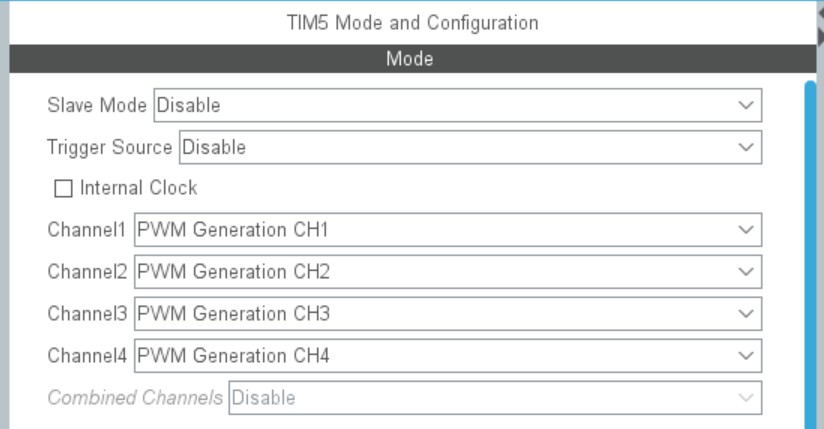 TIM5 Mode and Configuration
Mode
Slave Mode Disable
Trigger Source Disable
Internal Clock
Channel1 PWM Generation CH1
Channel2 PWM Generation CH2
Channel3 PWM Generation CH3
Channel4 PWM Generation CH4
Combined Channels Disable